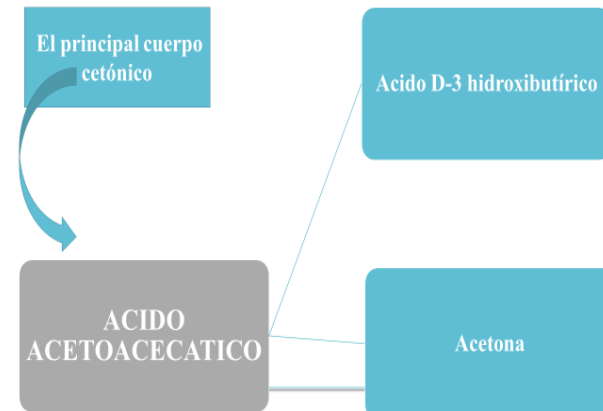 El principal cuerpo
cetónico
Acido D-3 hidroxibutírico
ACIDO
ACETOACECATICO
Acetona